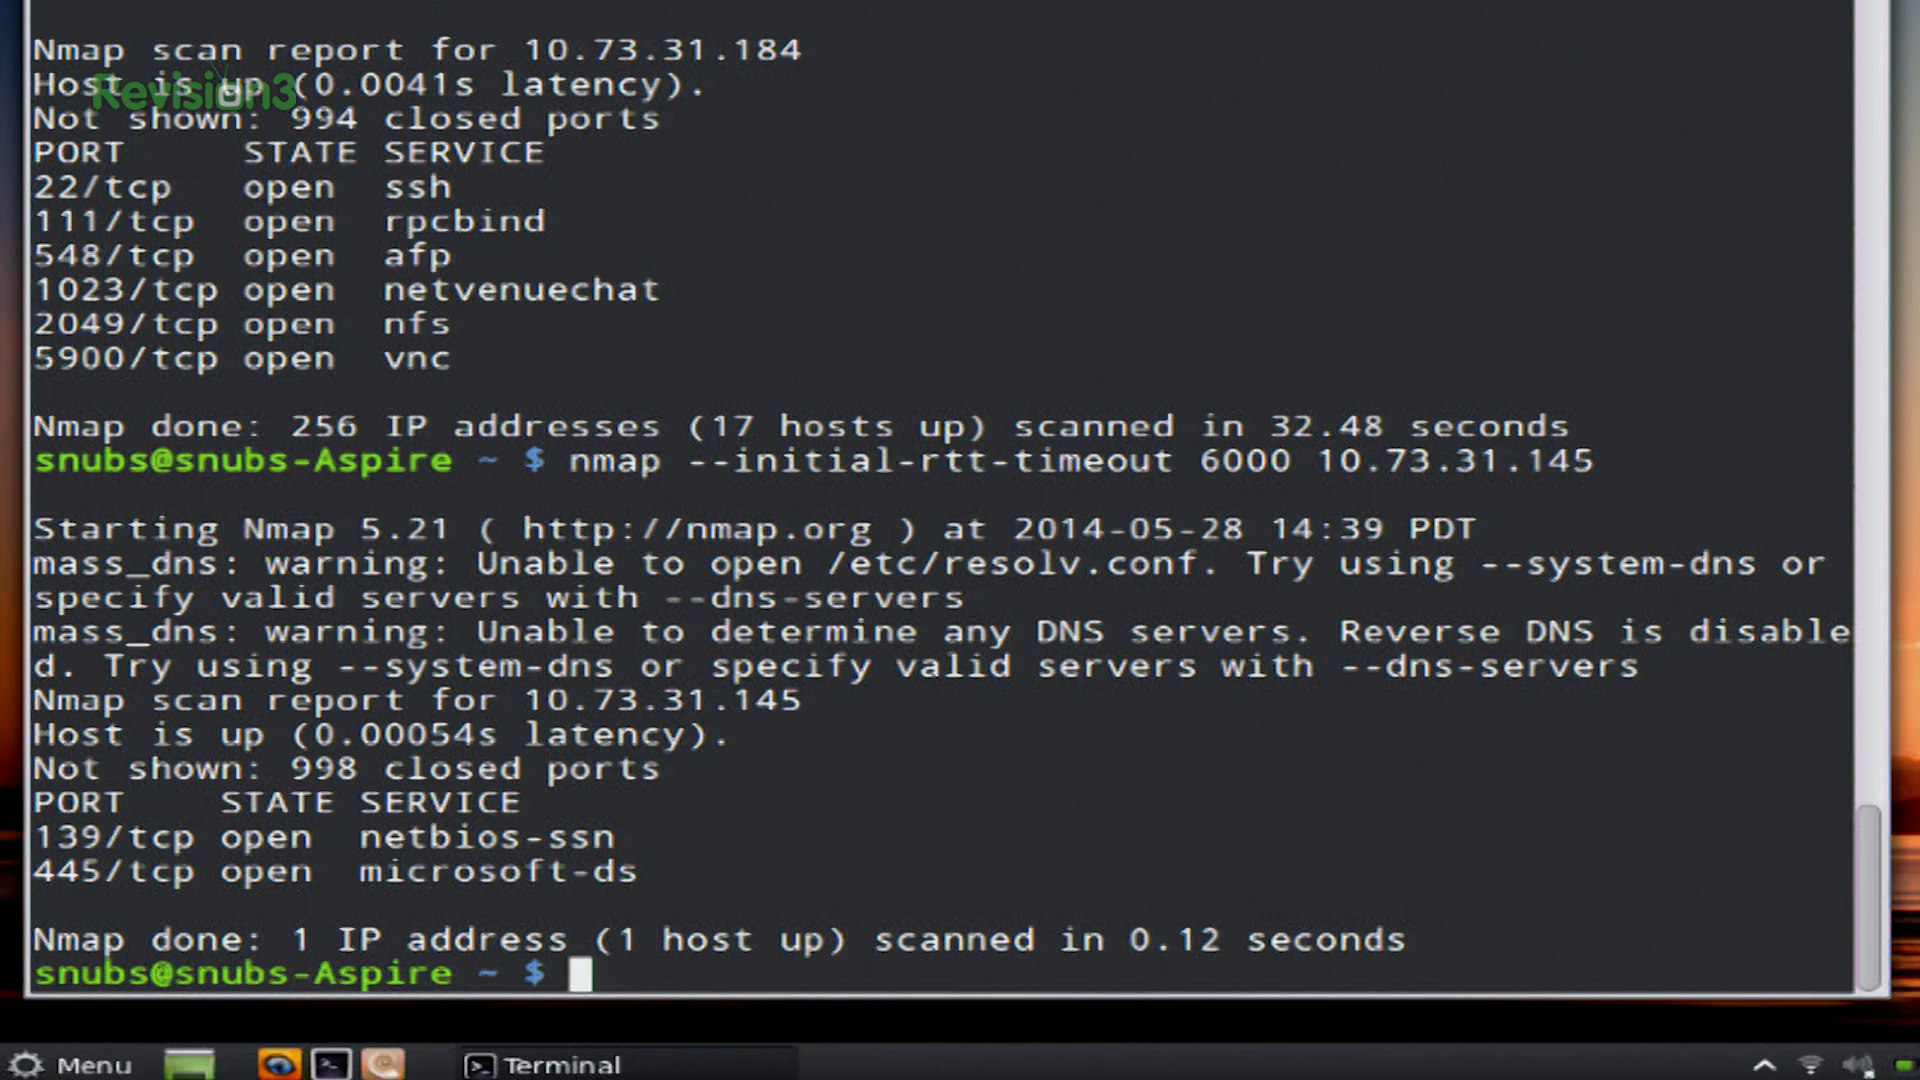 Nmap scan report for 10.73.31.184
Host is up (0.0041s latency).
Revision3
Not shown: 994 closed ports
PORT STATE SERVICE
22/tcp open ssh
111/tcp open rpcbind
548/tcp open afp
1023/tcp open netvenuechat
2049/tcp open nfs
5900/tcp open vnc
Nmap done: 256 IP addresses (17 hosts up) scanned in 32.48 seconds
snubs@snubs-Aspire ~ $ nmap --initial-rtt-timeout 6000 10.73.31.145
Starting Nmap 5.21 ( http://nmap.org ) at 2014-05-28 14:39 PDT
mass_dns: warning: Unable to open /etc/resolv.conf. Try using --system-dns or
specify valid servers with --dns-servers
mass_dns: warning: Unable to determine any DNS servers. Reverse DNS is disable
d. Try using --system-dns or specify valid servers with --dns-servers
Nmap scan report for 10.73.31.145
Host is up (0.00054s latency).
Not shown: 998 closed ports
PORT STATE SERVICE
139/tcp open netbios-ssn
445/tcp open microsoft-ds
Nmap done: 1 IP address (1 host up) scanned in 0.12 seconds
snubs@snubs-Aspire ~ $
Menu
Terminal